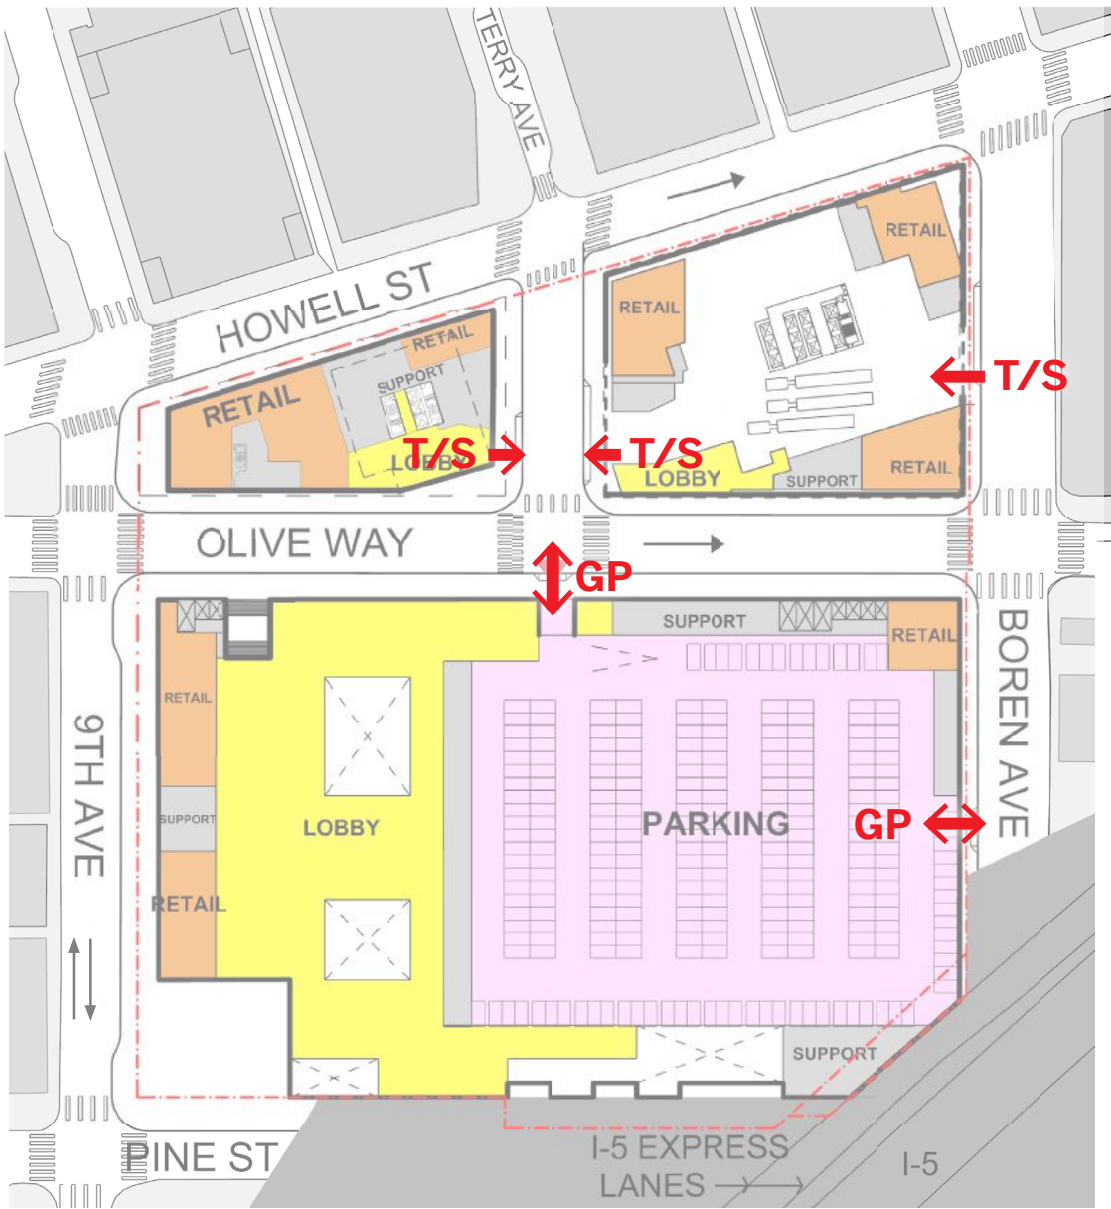 TERRY AVE
HOWELL ST
RETAIL
RETAIL
RETAIL
SUPPORT
RETAIL
T/S
T/S
T/S
LOBBY
RETAIL
LOBBY
SUPPORT
RETAIL
OLIVE WAY
GP
SUPPORT
RETAIL
BOREN AVE
RETAIL
9TH AVE
SUPPORT
LOBBY
PARKING
GP
RETAIL
SUPPORT
PINE ST
I-5 EXPRESS
LANES
I-5